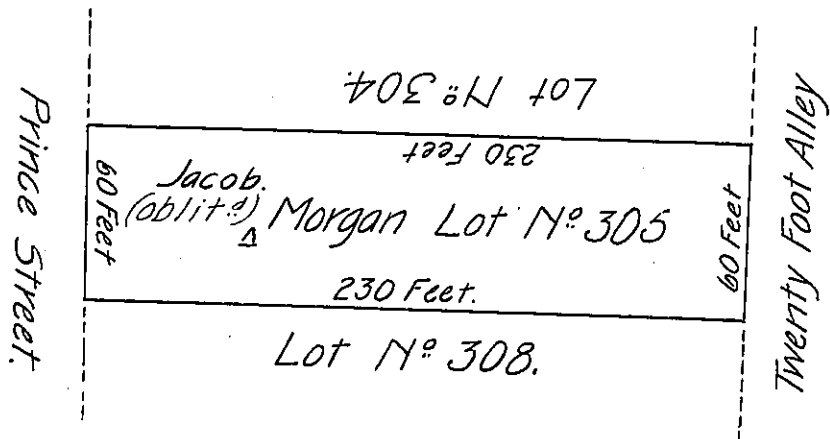 Lot Nº 304.
230 Feet
Prince Street.
60 Feet
Jacob.
(oblit:d) Morgan Lot Nº 305
60 Feet
Twenty Foot Alley
230 Feet.
Lot Nº 308.